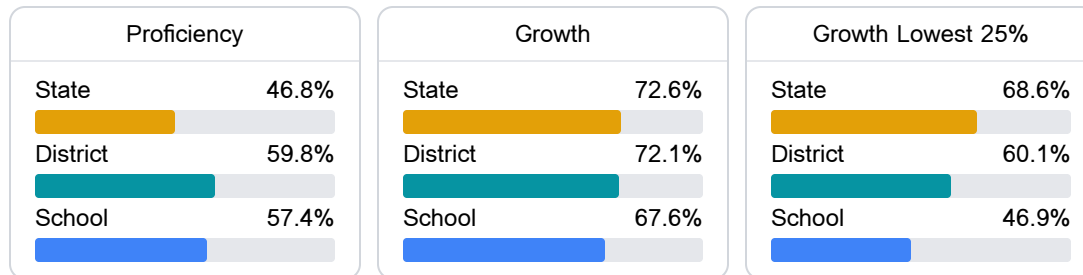 Proficiency
State 46.8%
District 59.8%
School 57.4%
Growth
State 72.6%
District 72.1%
School 67.6%
Growth Lowest 25%
State 68.6%
District 60.1%
School 46.9%